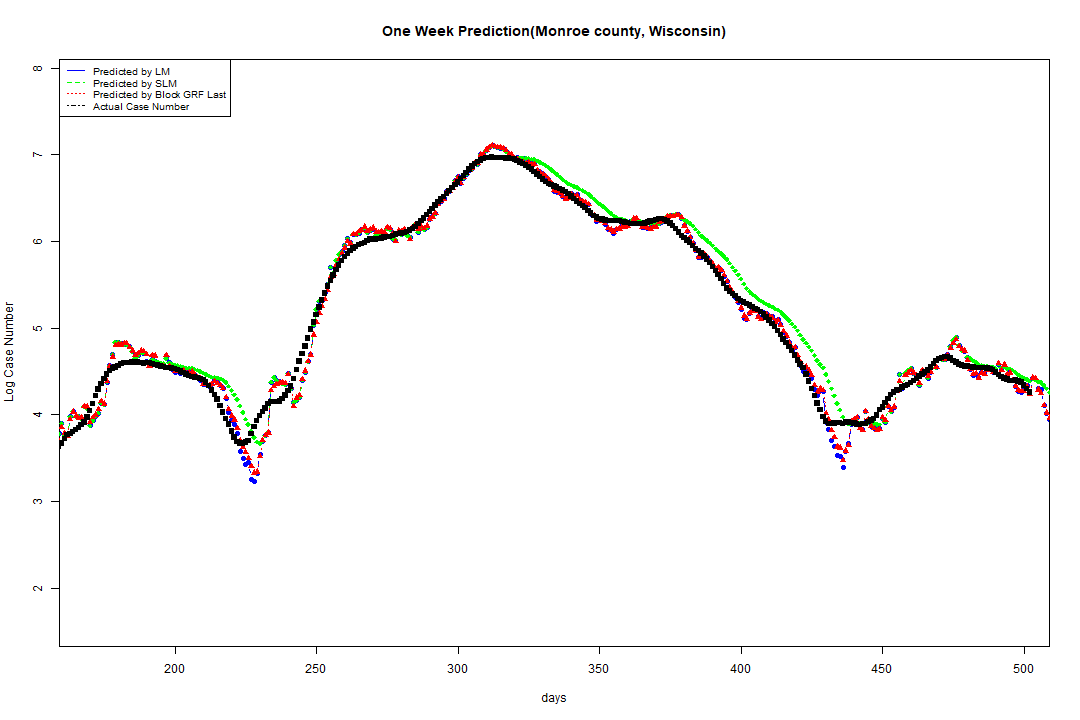 One Week Prediction(Monroe county, Wisconsin)
Predicted by LM
Predicted by SLM
Predicted by Block GRF Last
Actual Case Number
8
7
6
5
4
3
2
Log Case Number
200 250 300 350 400 450 500
days